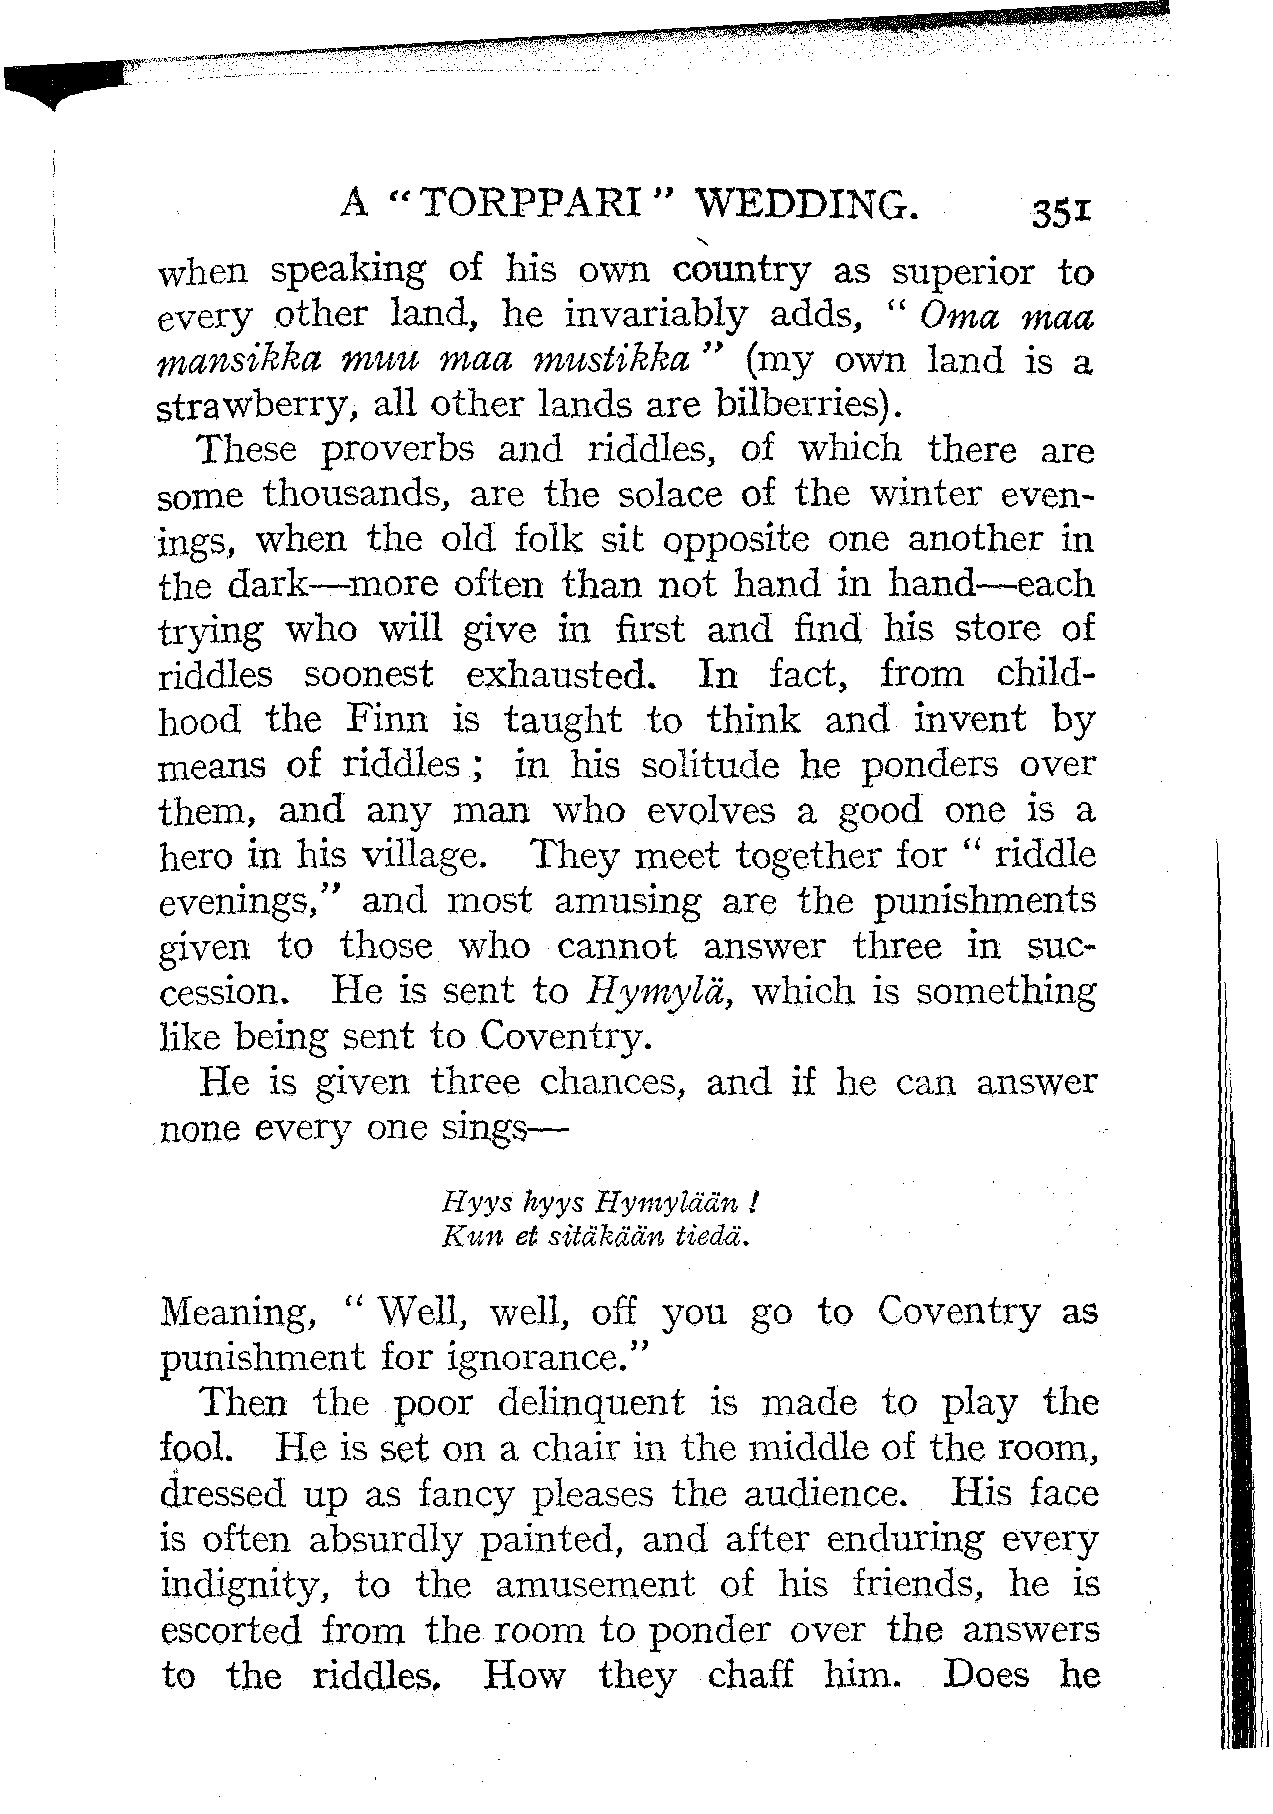 A "TORPPARI" WEDDING. 351
when speaking of his own country as superior to
every other land, he invariably adds, " Oma maa
mansikka muu maa mustikka" (my own land is a
strawberry, all other lands are bilberries).
These proverbs and riddles, of which there are
some thousands, are the solace of the winter even-
ings, when the old folk sit opposite one another in
the dark—more often than not hand in hand—each
trying who will give in first and find his store of
riddles soonest exhausted. In fact, from child-
hood the Finn is taught to think and invent by
means of riddles; in his solitude he ponders over
them, and any man who evolves a good one is a
hero in his village. They meet together for " riddle
evenings," and most amusing are the punishments
given to those who cannot answer three in suc-
cession. He is sent to Hymylä, which is something
like being sent to Coventry.
He is given three chances, and if he can answer
none every one sings—
Hyys hyys Hymylään !
Kun et sitäkään tiedä.
Meaning, " Well, well, off you go to Coventry as
punishment for ignorance."
Then the poor delinquent is made to play the
fool. He is set on a chair in the middle of the room,
dressed up as fancy pleases the audience. His face
is often absurdly painted, and after enduring every
indignity, to the amusement of his friends, he is
escorted from the room to ponder over the answers
to the riddles. How they chaff him. Does he